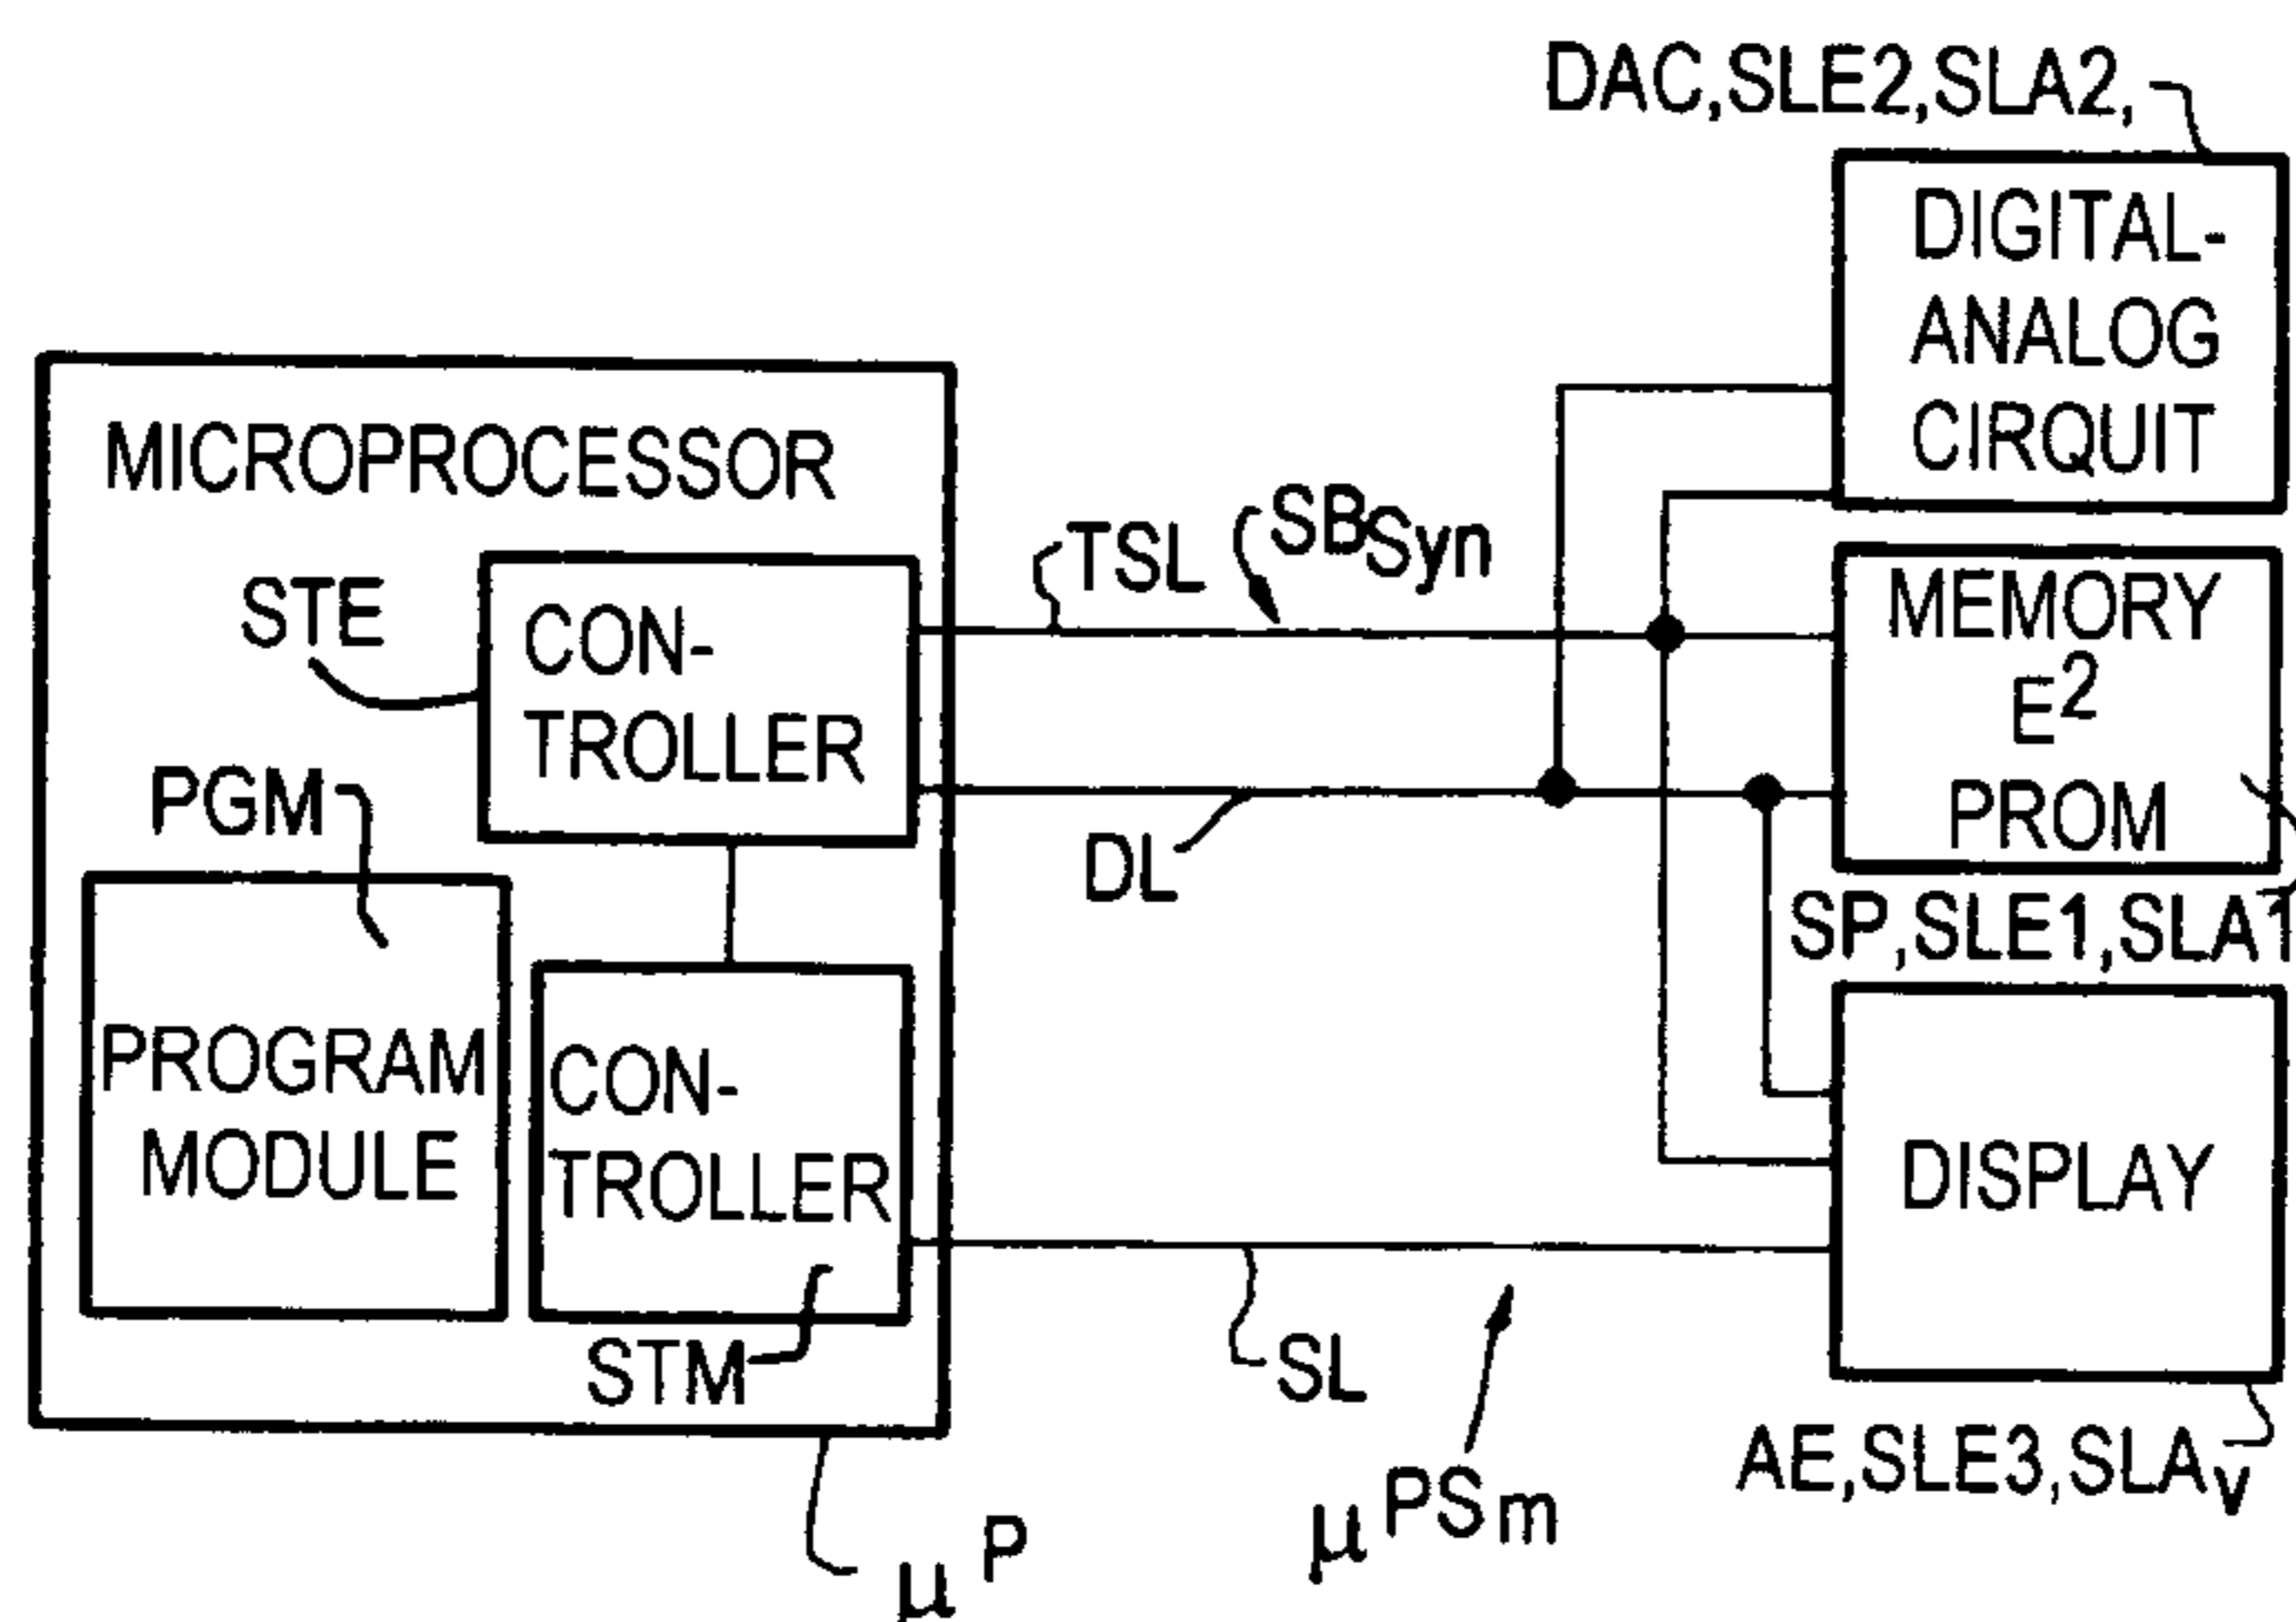 DAC,SLE2,SLA2,
DIGITAL-
ANALOG
CIRQUIT
MICROPROCESSOR
STE
CON-
TROLLER
TSL
SBSyn
MEMORY
E2
PROM
PGM
DL
SP,SLE1,SLA1
PROGRAM
MODULE
CON-
TROLLER
DISPLAY
STM
SL
AE,SLE3,SLAv
μPSm
μP